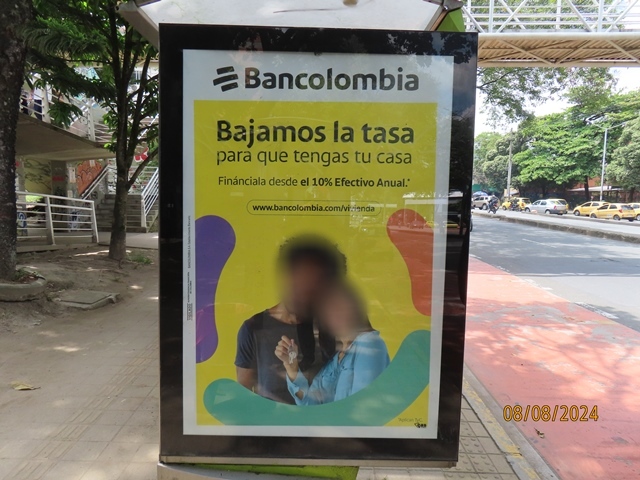 Bancolombia
Bajamos la tasa
para que tengas tu casa
Finánciala desde el 10% Efectivo Anual.*
www.bancolombia.com/vivienda
08/08/2024